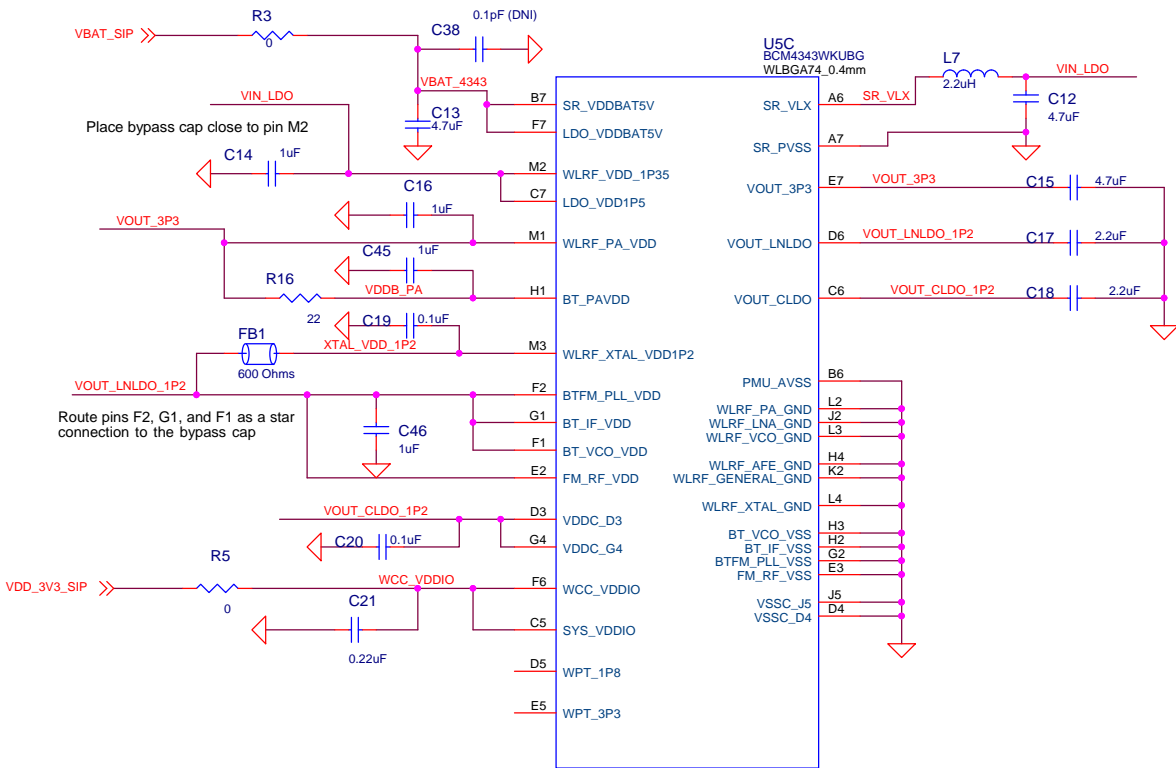 R3
VBAT_SIP
0
0.1pF (DNI)
C38
VBAT_4343
C13
4.7uF
VIN_LDO
Place bypass cap close to pin M2
C14
1uF
C16
1uF
VOUT_3P3
C45
1uF
R16
22
VDDB_PA
C19
0.1uF
FB1
600 Ohms
XTAL_VDD_1P2
VOUT_LNLDO_1P2
Route pins F2, G1, and F1 as a star
connection to the bypass cap
C46
1uF
VOUT_CLDO_1P2
C20
0.1uF
R5
VDD_3V3_SIP
0
WCC_VDDIO
C21
0.22uF
U5C
BCM4343WKUBG
WLBGA74_0.4mm
B7 SR_VDDBAT5V
F7 LDO_VDDBAT5V
M2 WLRF_VDD_1P35
C7 LDO_VDD1P5
M1 WLRF_PA_VDD
H1 BT_PAVDD
M3 WLRF_XTAL_VDD1P2
F2 BTFM_PLL_VDD
G1 BT_IF_VDD
F1 BT_VCO_VDD
E2 FM_RF_VDD
D3 VDDC_D3
G4 VDDC_G4
F6 WCC_VDDIO
C5 SYS_VDDIO
D5 WPT_1P8
E5 WPT_3P3
SR_VLX A6
SR_PVSS A7
VOUT_3P3 E7
VOUT_LNLDO D6
VOUT_CLDO C6
PMU_AVSS B6
WLRF_PA_GND L2
WLRF_LNA_GND J2
WLRF_VCO_GND L3
WLRF_AFE_GND H4
WLRF_GENERAL_GND K2
WLRF_XTAL_GND L4
BT_VCO_VSS H3
BT_IF_VSS H2
BTFM_PLL_VSS G2
FM_RF_VSS E3
VSSC_J5 J5
VSSC_D4 D4
SR_VLX
L7
2.2uH
VIN_LDO
C12
4.7uF
VOUT_3P3
C15
4.7uF
VOUT_LNLDO_1P2
C17
2.2uF
VOUT_CLDO_1P2
C18
2.2uF